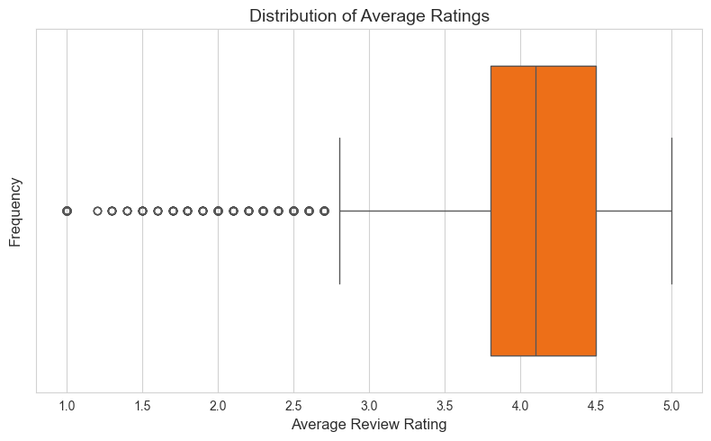 Distribution of Average Ratings
Frequency
1.0 1.5 2.0 2.5 3.0 3.5 4.0 4.5 5.0
Average Review Rating